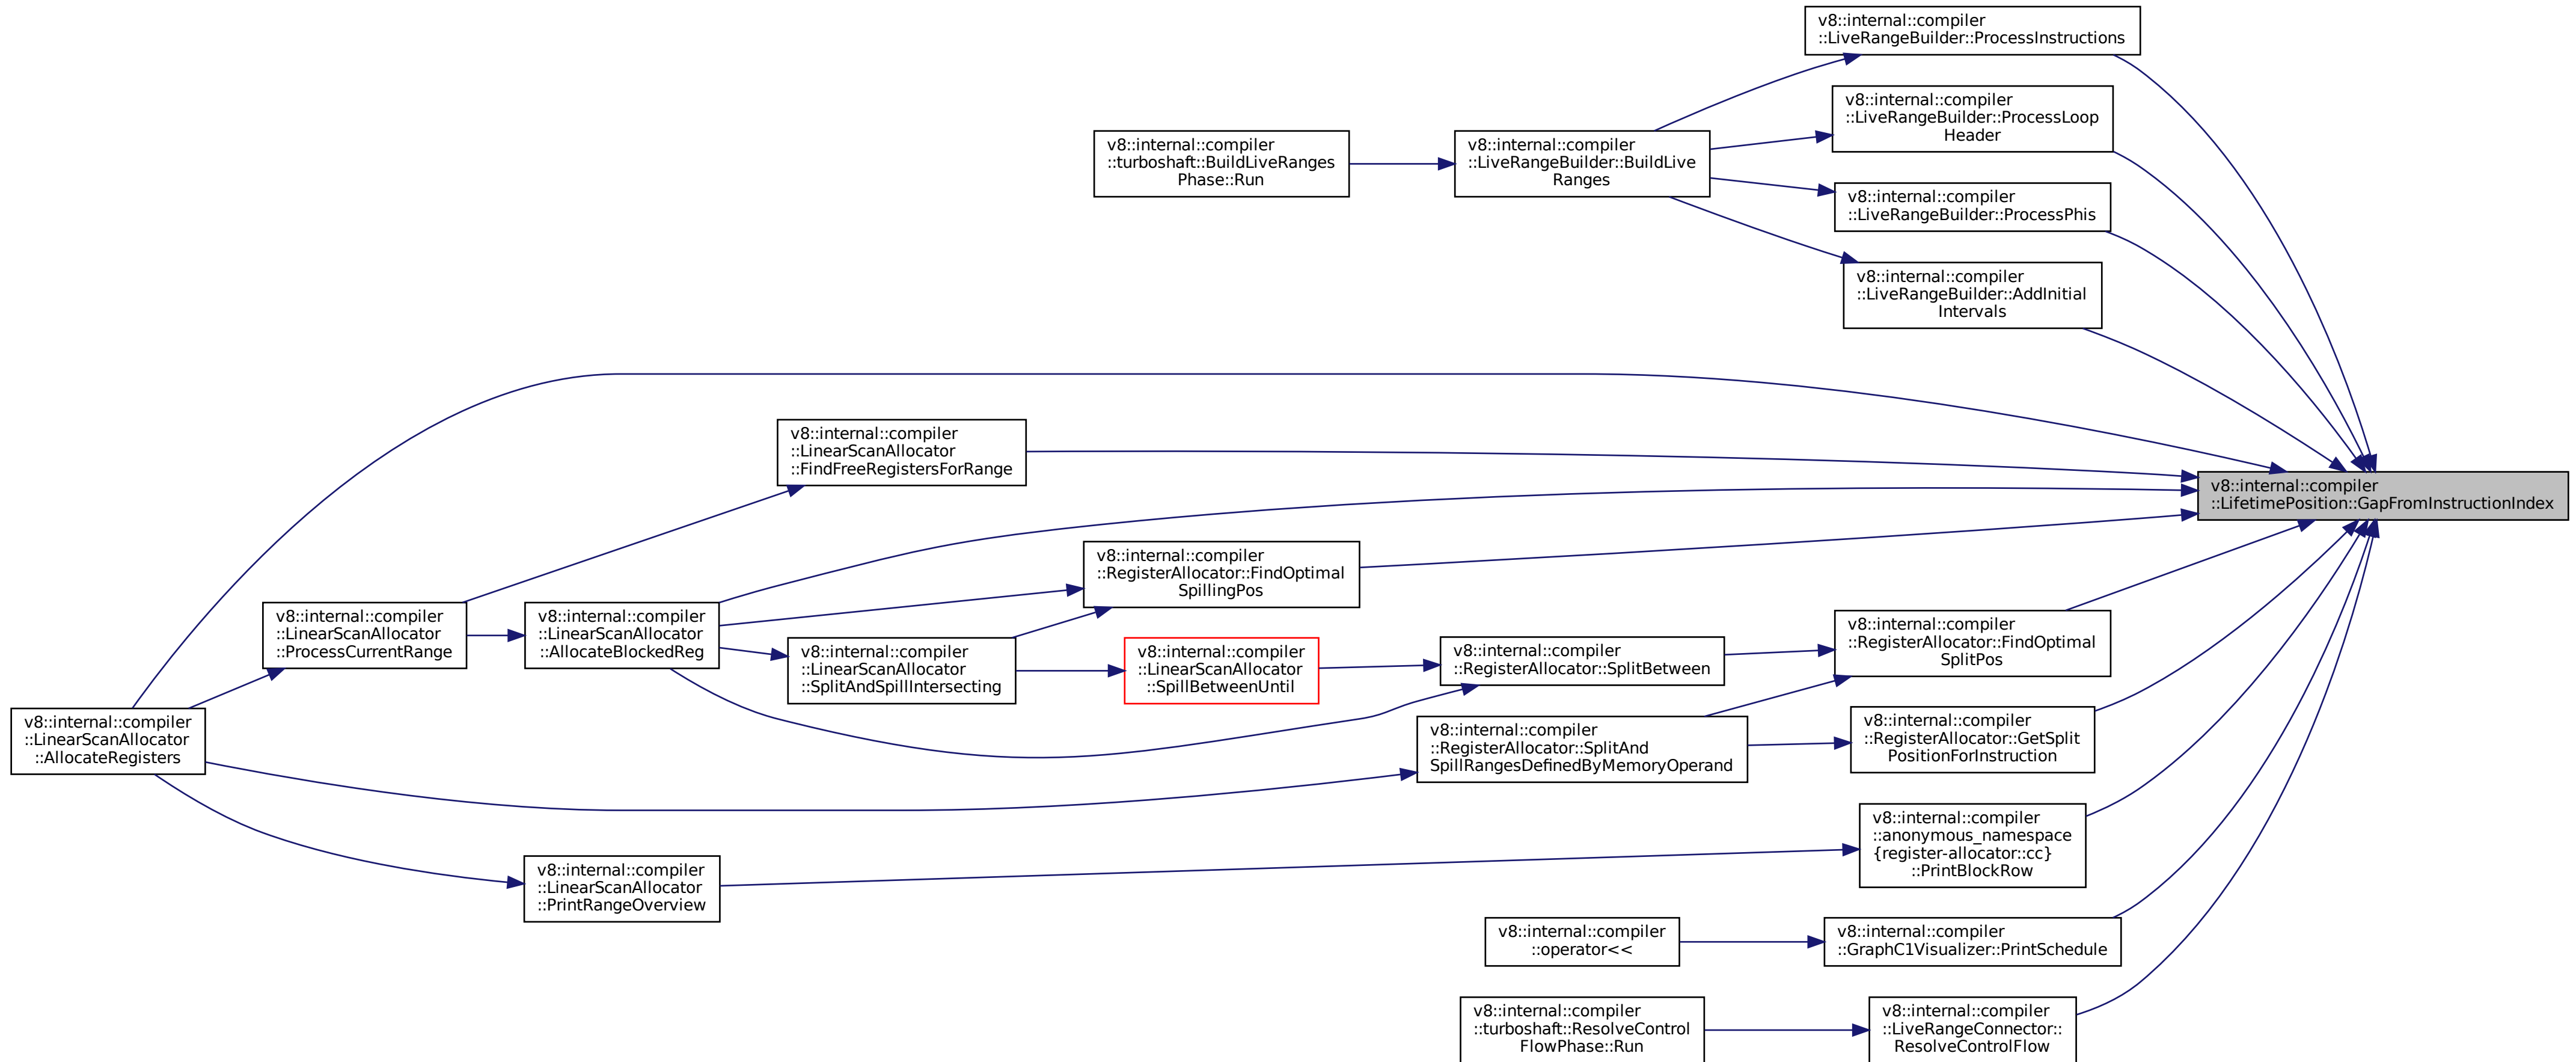 v8::internal::compiler
::LiveRangeBuilder::ProcessInstructions
v8::internal::compiler
::LiveRangeBuilder::ProcessLoop
Header
v8::internal::compiler
::turboshaft::BuildLiveRanges
Phase::Run
v8::internal::compiler
::LiveRangeBuilder::BuildLive
Ranges
v8::internal::compiler
::LiveRangeBuilder::ProcessPhis
v8::internal::compiler
::LiveRangeBuilder::AddInitial
Intervals
v8::internal::compiler
::LinearScanAllocator
::FindFreeRegistersForRange
v8::internal::compiler
::LifetimePosition::GapFromInstructionIndex
v8::internal::compiler
::RegisterAllocator::FindOptimal
SpillingPos
v8::internal::compiler
::LinearScanAllocator
::ProcessCurrentRange
v8::internal::compiler
::LinearScanAllocator
::AllocateBlockedReg
v8::internal::compiler
::LinearScanAllocator
::SplitAndSpillIntersecting
v8::internal::compiler
::LinearScanAllocator
::SpillBetweenUntil
v8::internal::compiler
::RegisterAllocator::SplitBetween
v8::internal::compiler
::RegisterAllocator::FindOptimal
SplitPos
v8::internal::compiler
::LinearScanAllocator
::AllocateRegisters
v8::internal::compiler
::RegisterAllocator::SplitAnd
SpillRangesDefinedByMemoryOperand
v8::internal::compiler
::RegisterAllocator::GetSplit
PositionForInstruction
v8::internal::compiler
::anonymous_namespace
{register-allocator::cc}
::PrintBlockRow
v8::internal::compiler
::LinearScanAllocator
::PrintRangeOverview
v8::internal::compiler
::operator<<
v8::internal::compiler
::GraphC1Visualizer::PrintSchedule
v8::internal::compiler
::turboshaft::ResolveControl
FlowPhase::Run
v8::internal::compiler
::LiveRangeConnector::
ResolveControlFlow